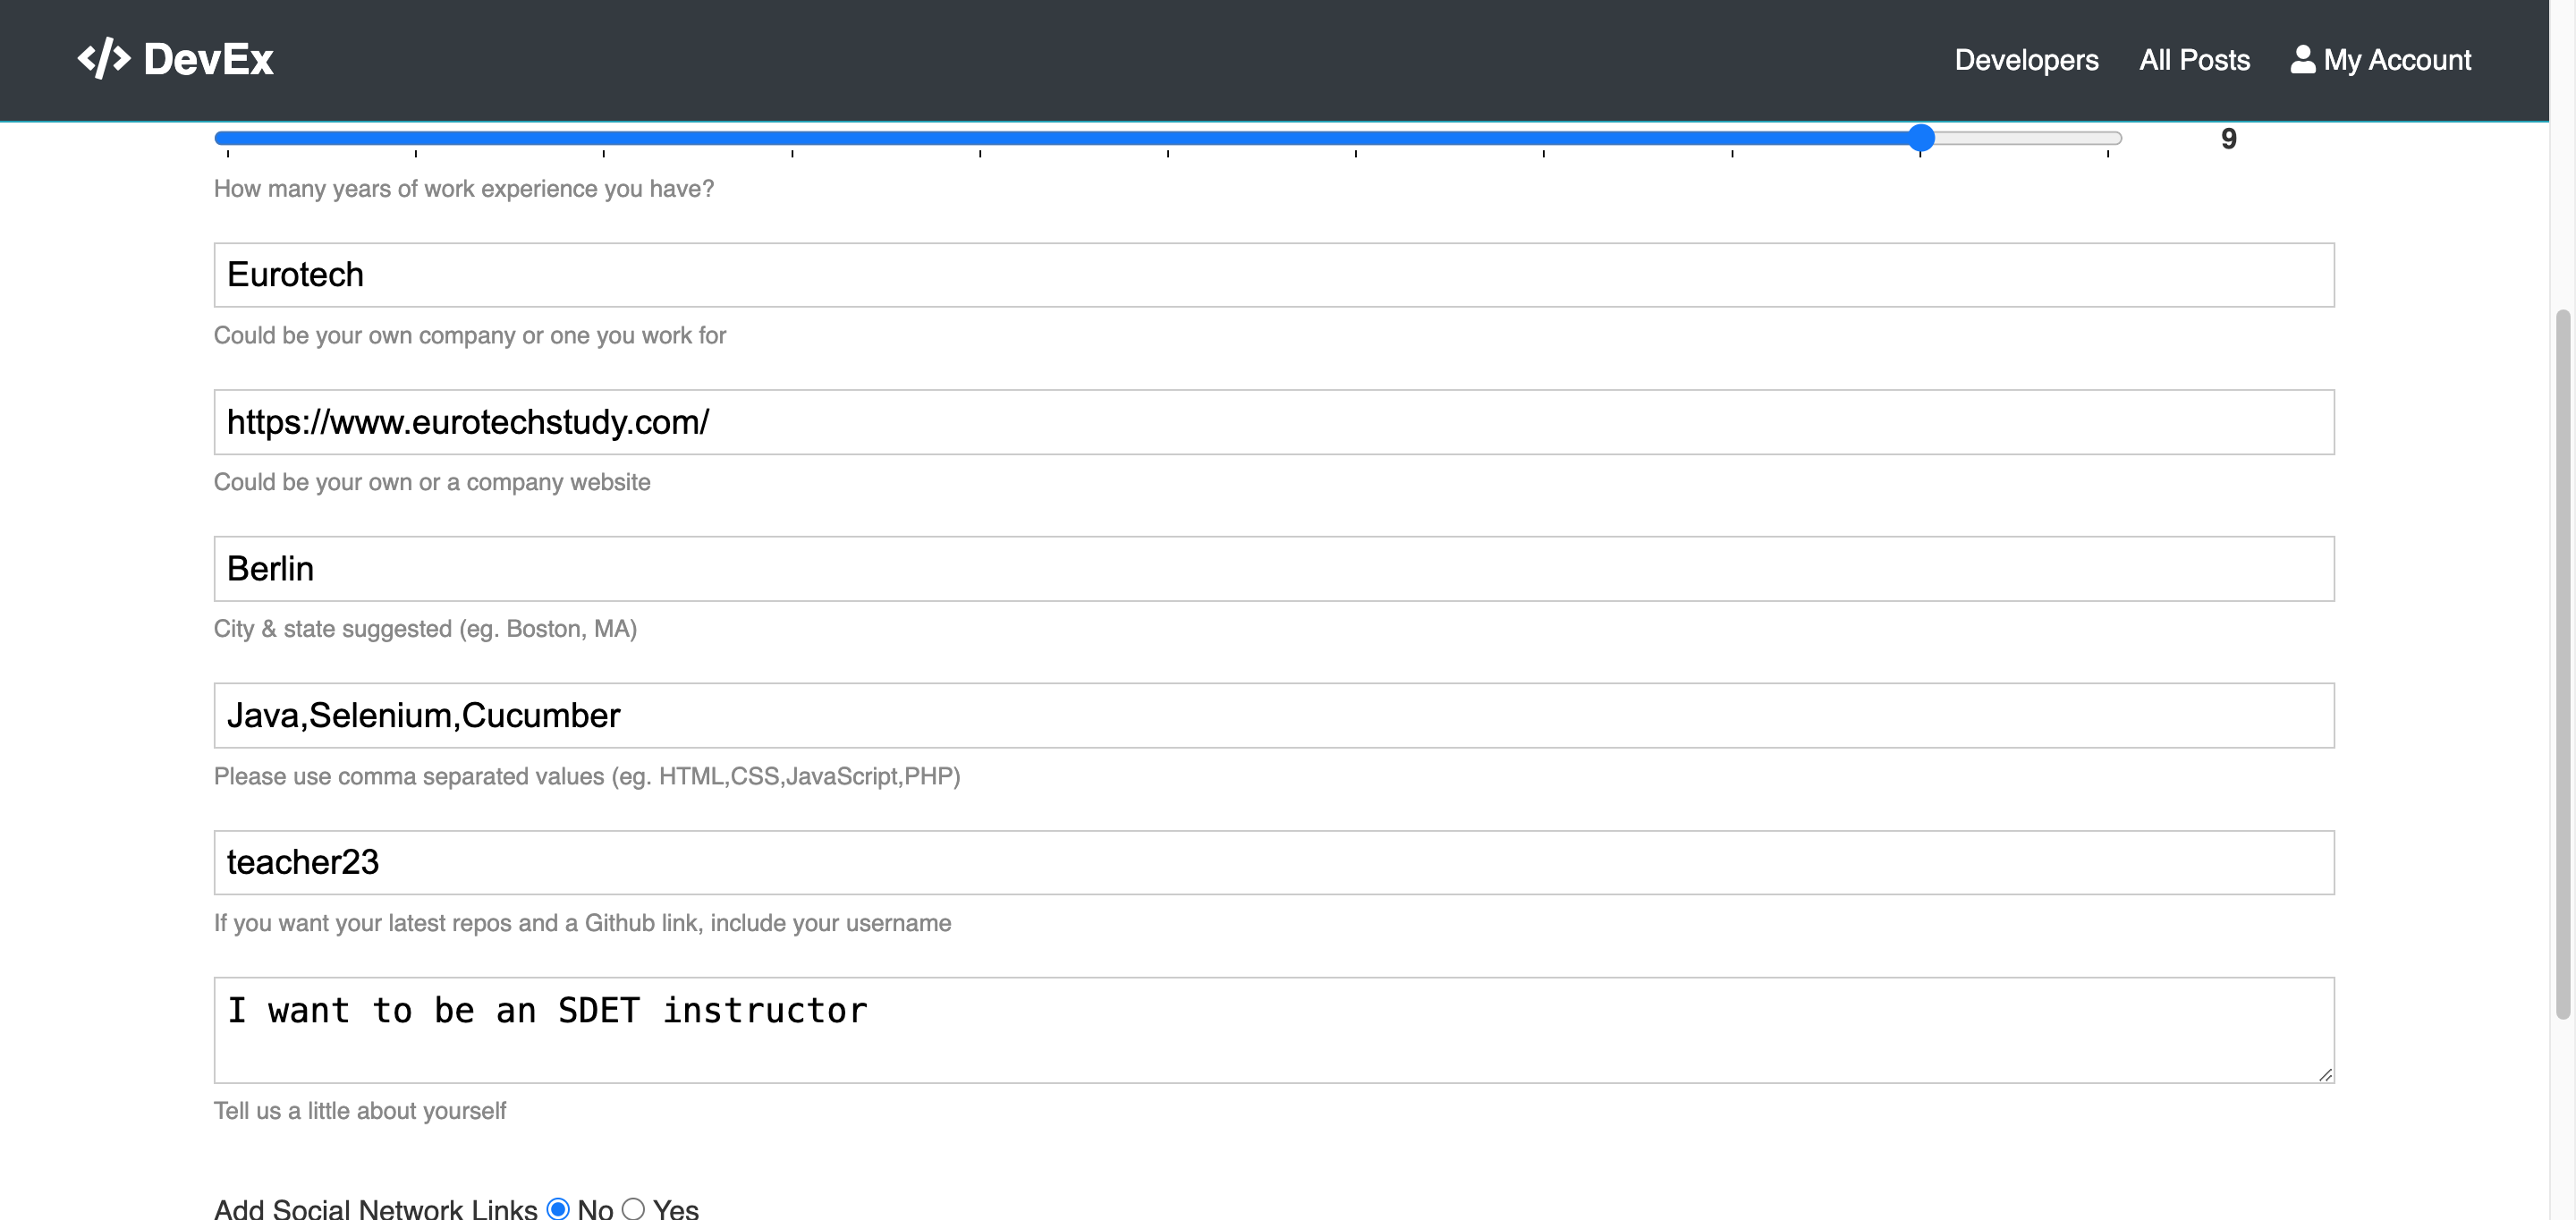 </> DevEx
Developers All Posts My Account
9
How many years of work experience you have?
Eurotech
Could be your own company or one you work for
https://www.eurotechstudy.com/
Could be your own or a company website
Berlin
City & state suggested (eg. Boston, MA)
Java,Selenium,Cucumber
Please use comma separated values (eg. HTML,CSS,JavaScript,PHP)
teacher23
If you want your latest repos and a Github link, include your username
I want to be an SDET instructor
Tell us a little about yourself
Add Social Network Links No Yes